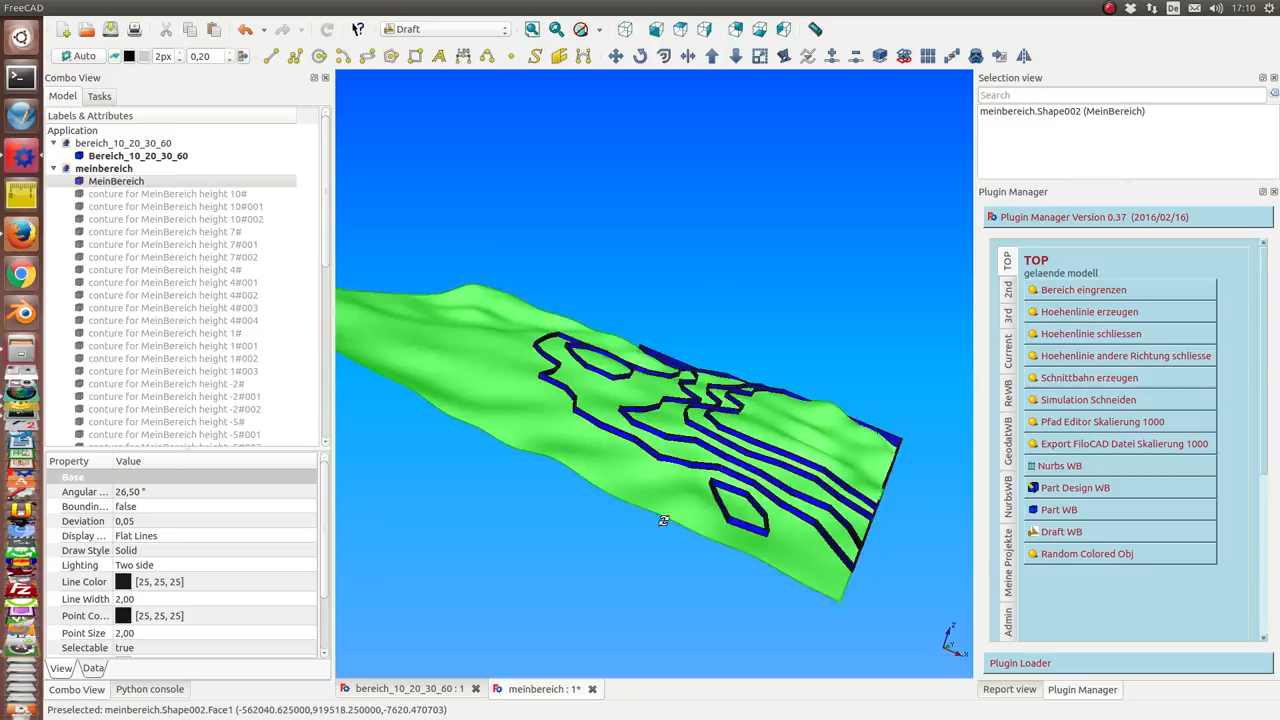 FreeCAD
De
17:10
Draft
Auto
2px
0,20
Combo View
Model
Tasks
Labels & Attributes
Application
bereich_10_20_30_60
Bereich_10_20_30_60
meinbereich
MeinBereich
conture for MeinBereich height 10#
conture for MeinBereich height 10#001
conture for MeinBereich height 10#002
conture for MeinBereich height 7#
conture for MeinBereich height 7#001
conture for MeinBereich height 7#002
conture for MeinBereich height 4#
conture for MeinBereich height 4#001
conture for MeinBereich height 4#002
conture for MeinBereich height 4#003
conture for MeinBereich height 4#004
conture for MeinBereich height 1#
conture for MeinBereich height 1#001
conture for MeinBereich height 1#002
conture for MeinBereich height 1#003
conture for MeinBereich height -2#
conture for MeinBereich height -2#001
conture for MeinBereich height -2#002
conture for MeinBereich height -5#
conture for MeinBereich height -5#001
Property Value
Base
Angular ... 26,50 °
Boundin... false
Deviation 0,05
Display ... Flat Lines
Draw Style Solid
Lighting Two side
Line Color [25, 25, 25]
Line Width 2,00
Point Co... [25, 25, 25]
Point Size 2,00
Selectable true
View
Data
Combo View
Python console
Z
Y
X
bereich_10_20_30_60 : 1
meinbereich : 1*
Selection view
Search
meinbereich.Shape002 (MeinBereich)
Plugin Manager
Plugin Manager Version 0.37 (2016/02/16)
TOP
2nd
3rd
Current
ReWB
GeodatWB
NurbsWB
Meine Projekte
Admin
TOP
gelaende modell
Bereich eingrenzen
Hoehenlinie erzeugen
Hoehenlinie schliessen
Hoehenlinie andere Richtung schliesse
Schnittbahn erzeugen
Simulation Schneiden
Pfad Editor Skalierung 1000
Export FiloCAD Datei Skalierung 1000
Nurbs WB
Part Design WB
Part WB
Draft WB
Random Colored Obj
Plugin Loader
Report view
Plugin Manager
Preselected: meinbereich.Shape002.Face1 (-562040.625000,919518.250000,-7620.470703)